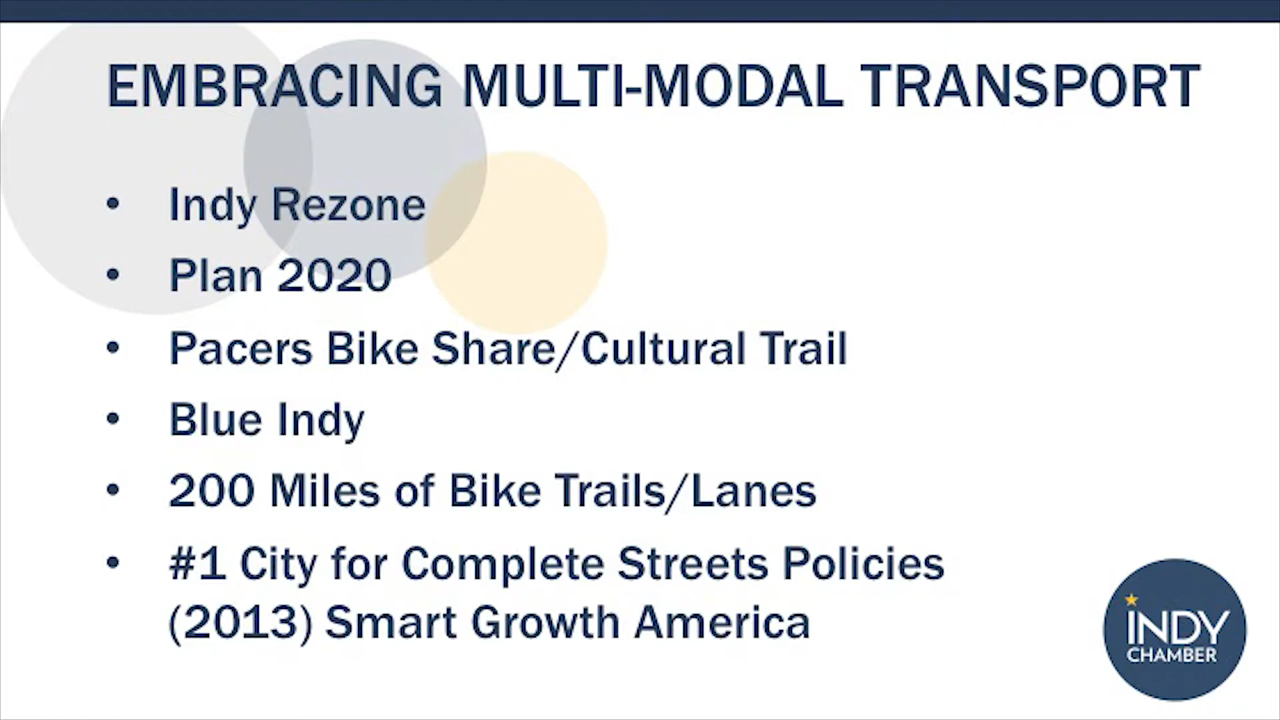 EMBRACING MULTI-MODAL TRANSPORT
• Indy Rezone
• Plan 2020
• Pacers Bike Share/Cultural Trail
• Blue Indy
• 200 Miles of Bike Trails/Lanes
• #1 City for Complete Streets Policies
(2013) Smart Growth America
iNDY
CHAMBER